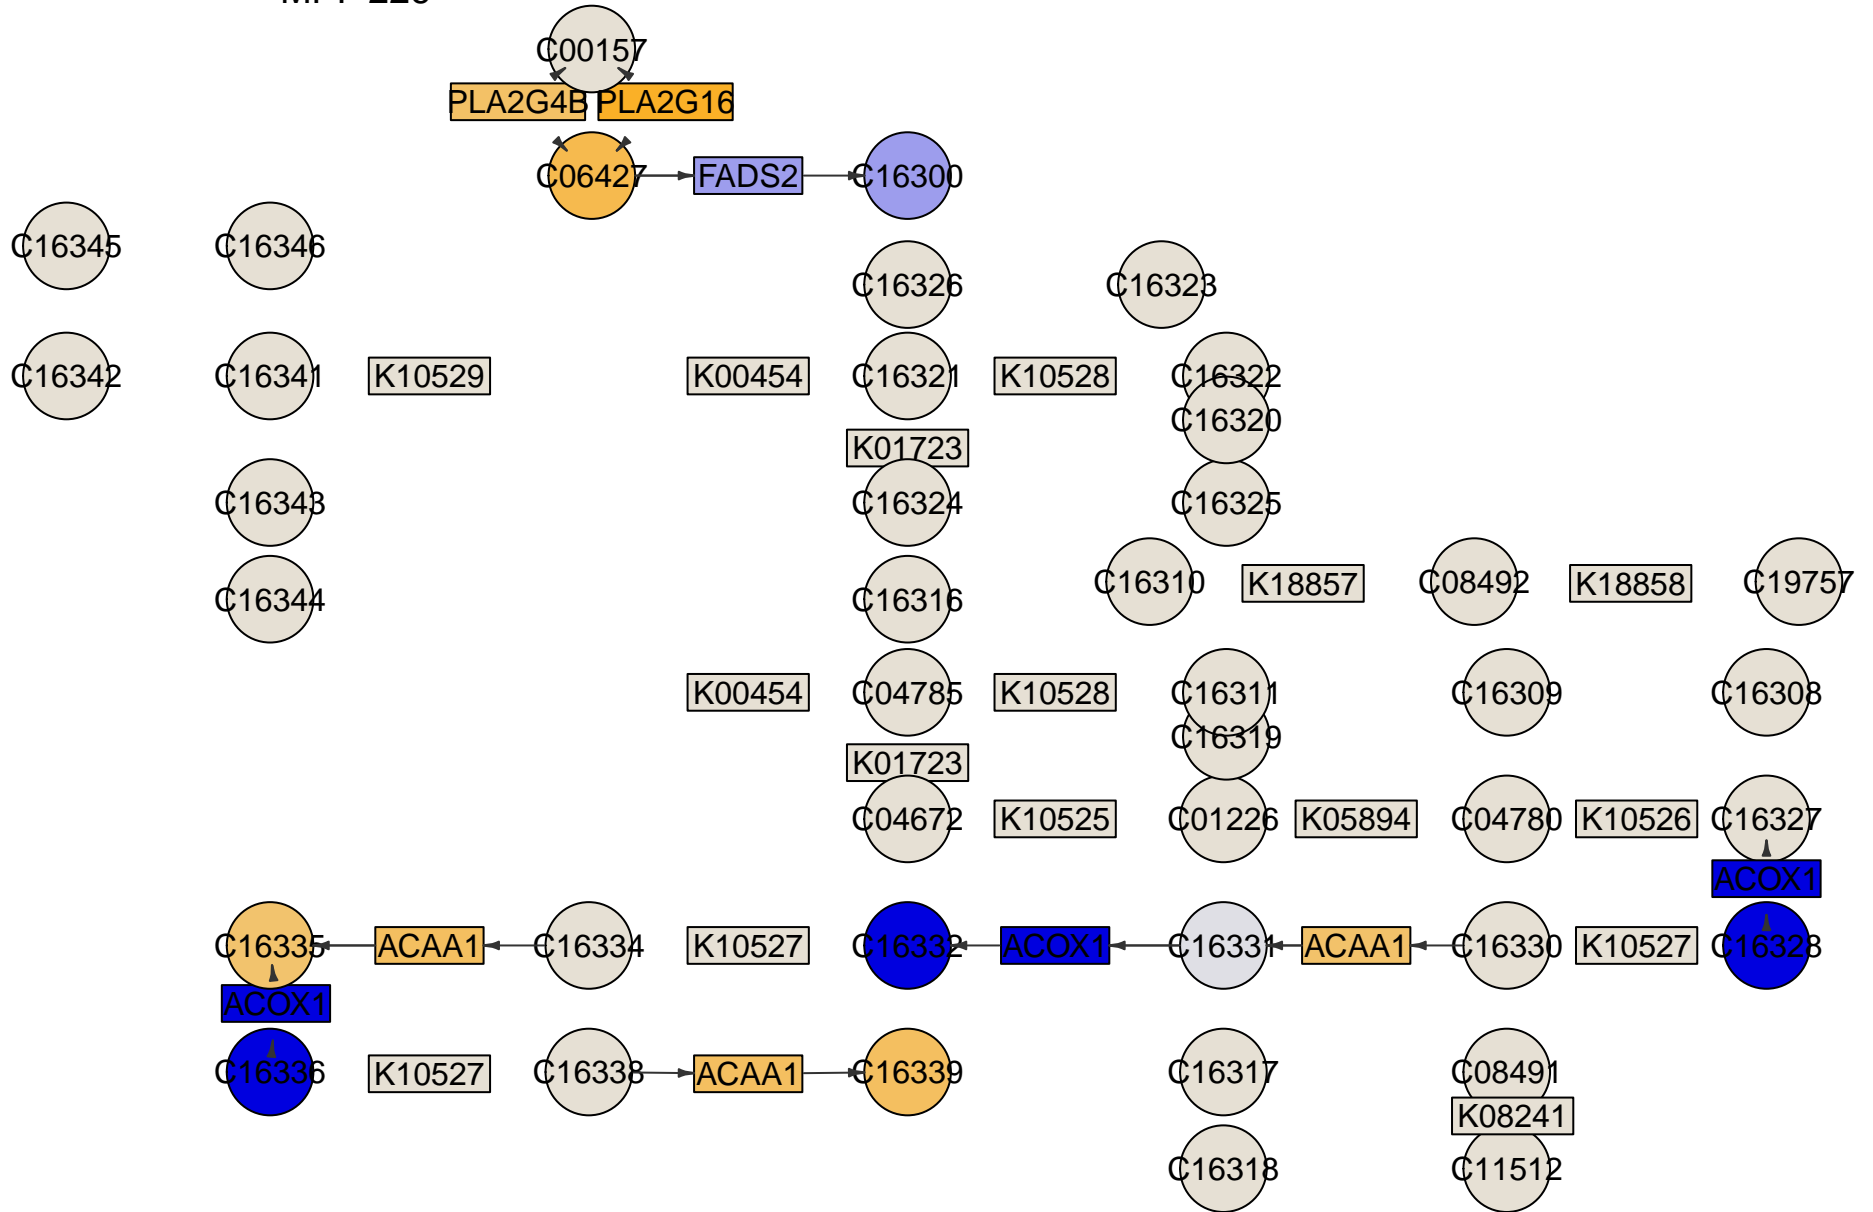 C00157
PLA2G4B PLA2G16
C06427 FADS2 C16300
C16345 C16346
C16326 C16323
C16342 C16341 K10529 K00454 C16321 K10528 C16322
C16320
K01723
C16343 C16324 C16325
C16310 K18857 C08492 K18858 C19757
C16344 C16316
K00454 C04785 K10528 C16311 C16309 C16308
C16319
K01723
C04672 K10525 C01226 K05894 C04780 K10526 C16327
ACOX1
C16335 ACAA1 C16334 K10527 C16332 ACOX1 C16331 ACAA1 C16330 K10527 C16328
ACOX1
C16336 K10527 C16338 ACAA1 C16339 C16317 C08491
K08241
C16318 C11512